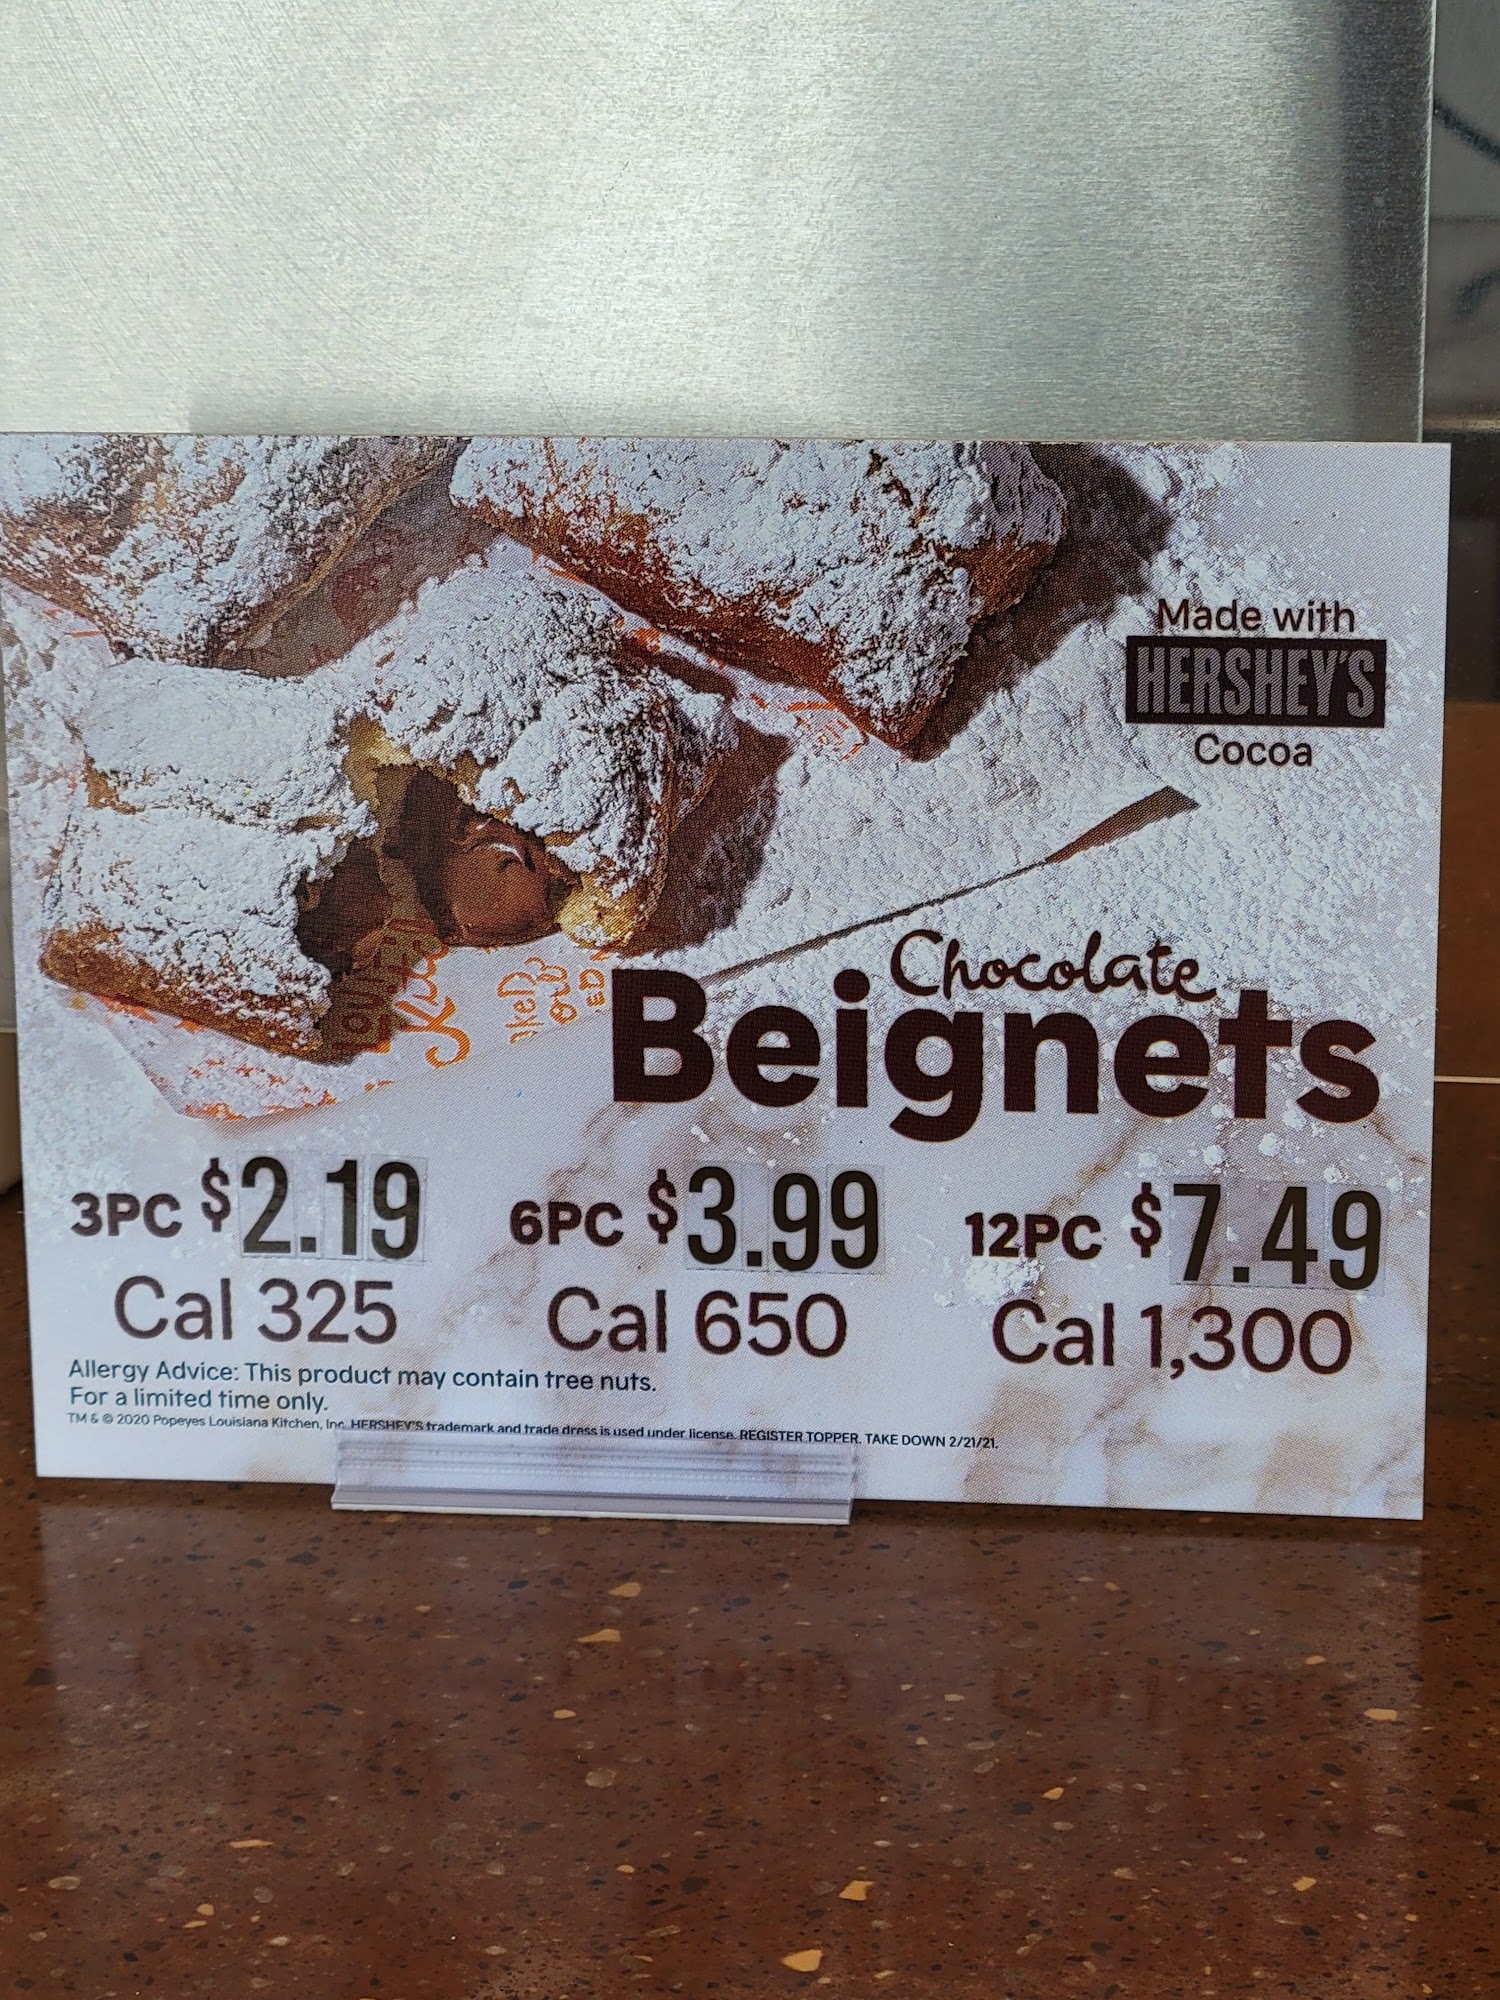 Made with
HERSHEY'S
Cocoa
Chocolate
Beignets
3PC $2.19 6PC $3.99 12PC $7.49
Cal 325 Cal 650 Cal 1,300
Allergy Advice: This product may contain tree nuts.
For a limited time only.
TM & © 2020 Popeyes Louisiana Kitchen, Inc. HERSHEY'S trademark and trade dress is used under license. REGISTER TOPPER. TAKE DOWN 2/21/21.